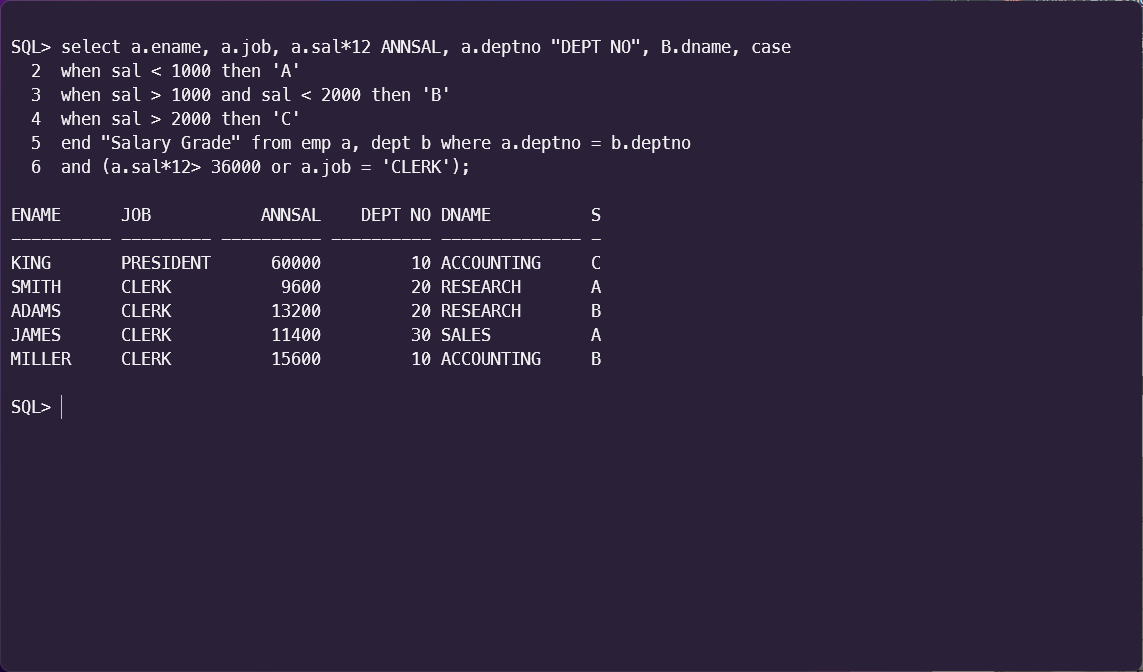 SQL> select a.ename, a.job, a.sal*12 ANNSAL, a.deptno "DEPT NO", B.dname, case
  2  when sal < 1000 then 'A'
  3  when sal > 1000 and sal < 2000 then 'B'
  4  when sal > 2000 then 'C'
  5  end "Salary Grade" from emp a, dept b where a.deptno = b.deptno
  6  and (a.sal*12> 36000 or a.job = 'CLERK');
ENAME      JOB           ANNSAL    DEPT NO DNAME          S
---------- --------- ---------- ---------- -------------- -
KING       PRESIDENT      60000         10 ACCOUNTING     C
SMITH      CLERK           9600         20 RESEARCH       A
ADAMS      CLERK          13200         20 RESEARCH       B
JAMES      CLERK          11400         30 SALES          A
MILLER     CLERK          15600         10 ACCOUNTING     B
SQL>